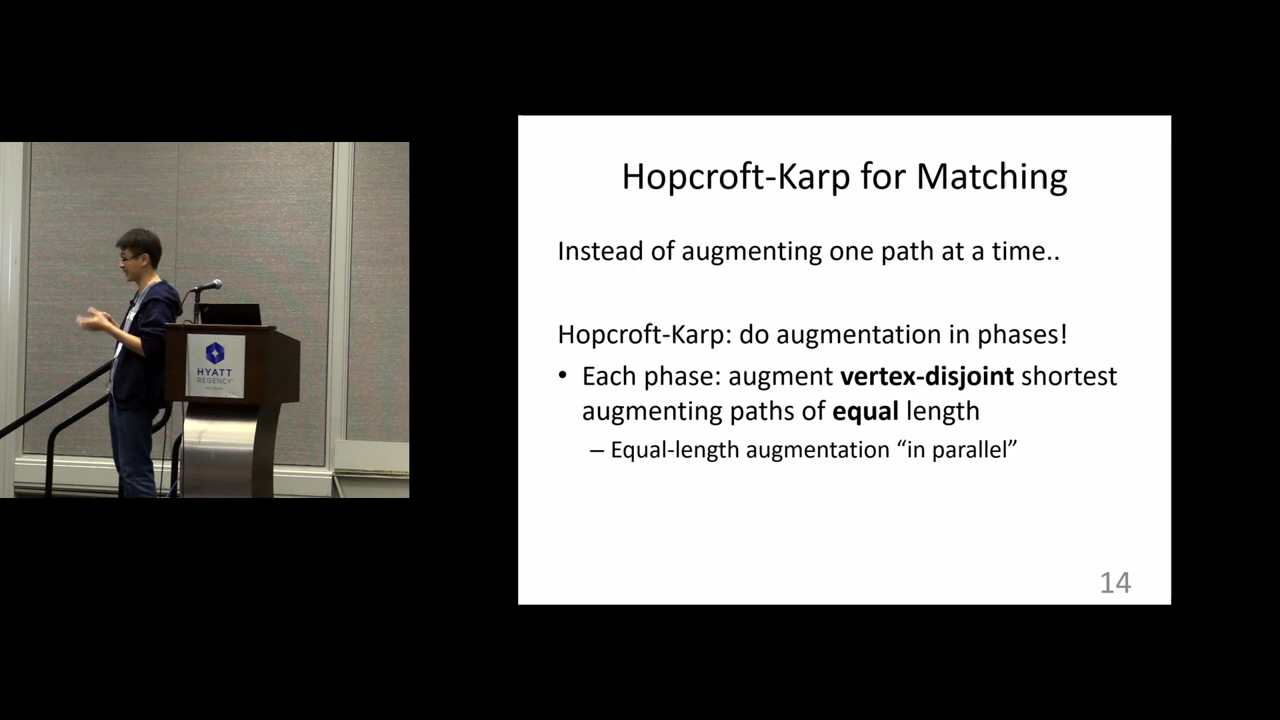 Hopcroft-Karp for Matching
Instead of augmenting one path at a time..
Hopcroft-Karp: do augmentation in phases!
• Each phase: augment vertex-disjoint shortest
augmenting paths of equal length
– Equal-length augmentation “in parallel”
14
HYATT
REGENCY